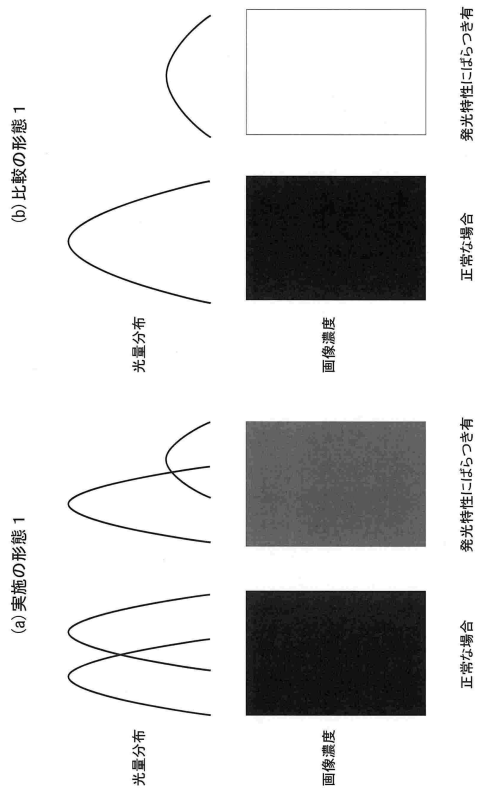 (a) 実施の形態 1
光量分布
画像濃度
正常な場合
発光特性にばらつき有
(b) 比較の形態 1
光量分布
画像濃度
正常な場合
発光特性にばらつき有